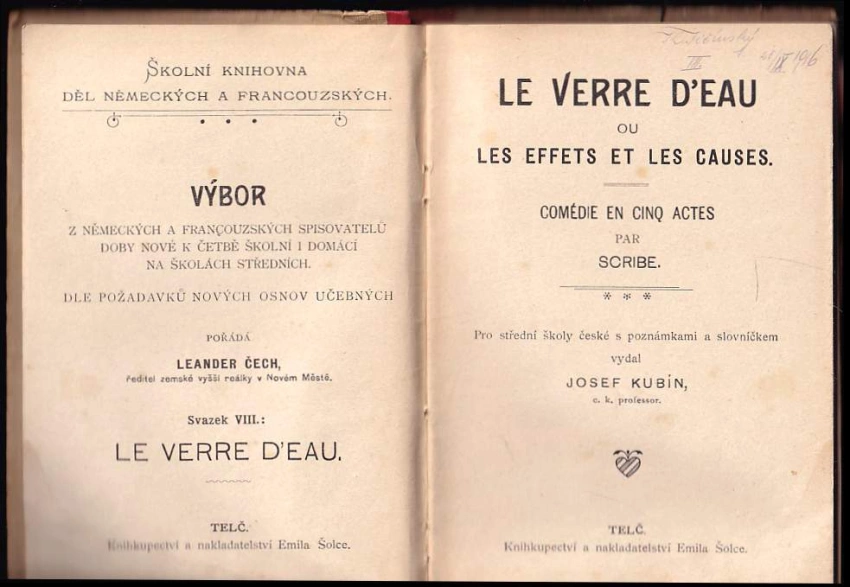 ŠKOLNÍ KNIHOVNA
DĚL NĚMECKÝCH A FRANCOUZSKÝCH.
VÝBOR
Z NĚMECKÝCH A FRANCOUZSKÝCH SPISOVATELŮ
DOBY NOVÉ K ČETBĚ ŠKOLNÍ I DOMÁCÍ
NA ŠKOLÁCH STŘEDNÍCH.
DLE POŽADAVKŮ NOVÝCH OSNOV UČEBNÝCH
POŘÁDÁ
LEANDER ČECH,
ředitel zemské vyšší reálky v Novém Městě.
Svazek VIII.:
LE VERRE D'EAU.
TELČ.
Knihkupectví a nakladatelství Emila Šolce.
III.
1916
LE VERRE D'EAU
OU
LES EFFETS ET LES CAUSES.
COMÉDIE EN CINQ ACTES
PAR
SCRIBE.
* * *
Pro střední školy české s poznámkami a slovníčkem
vydal
JOSEF KUBÍN,
c. k. professor.
TELČ.
Knihkupectví a nakladatelství Emila Šolce.